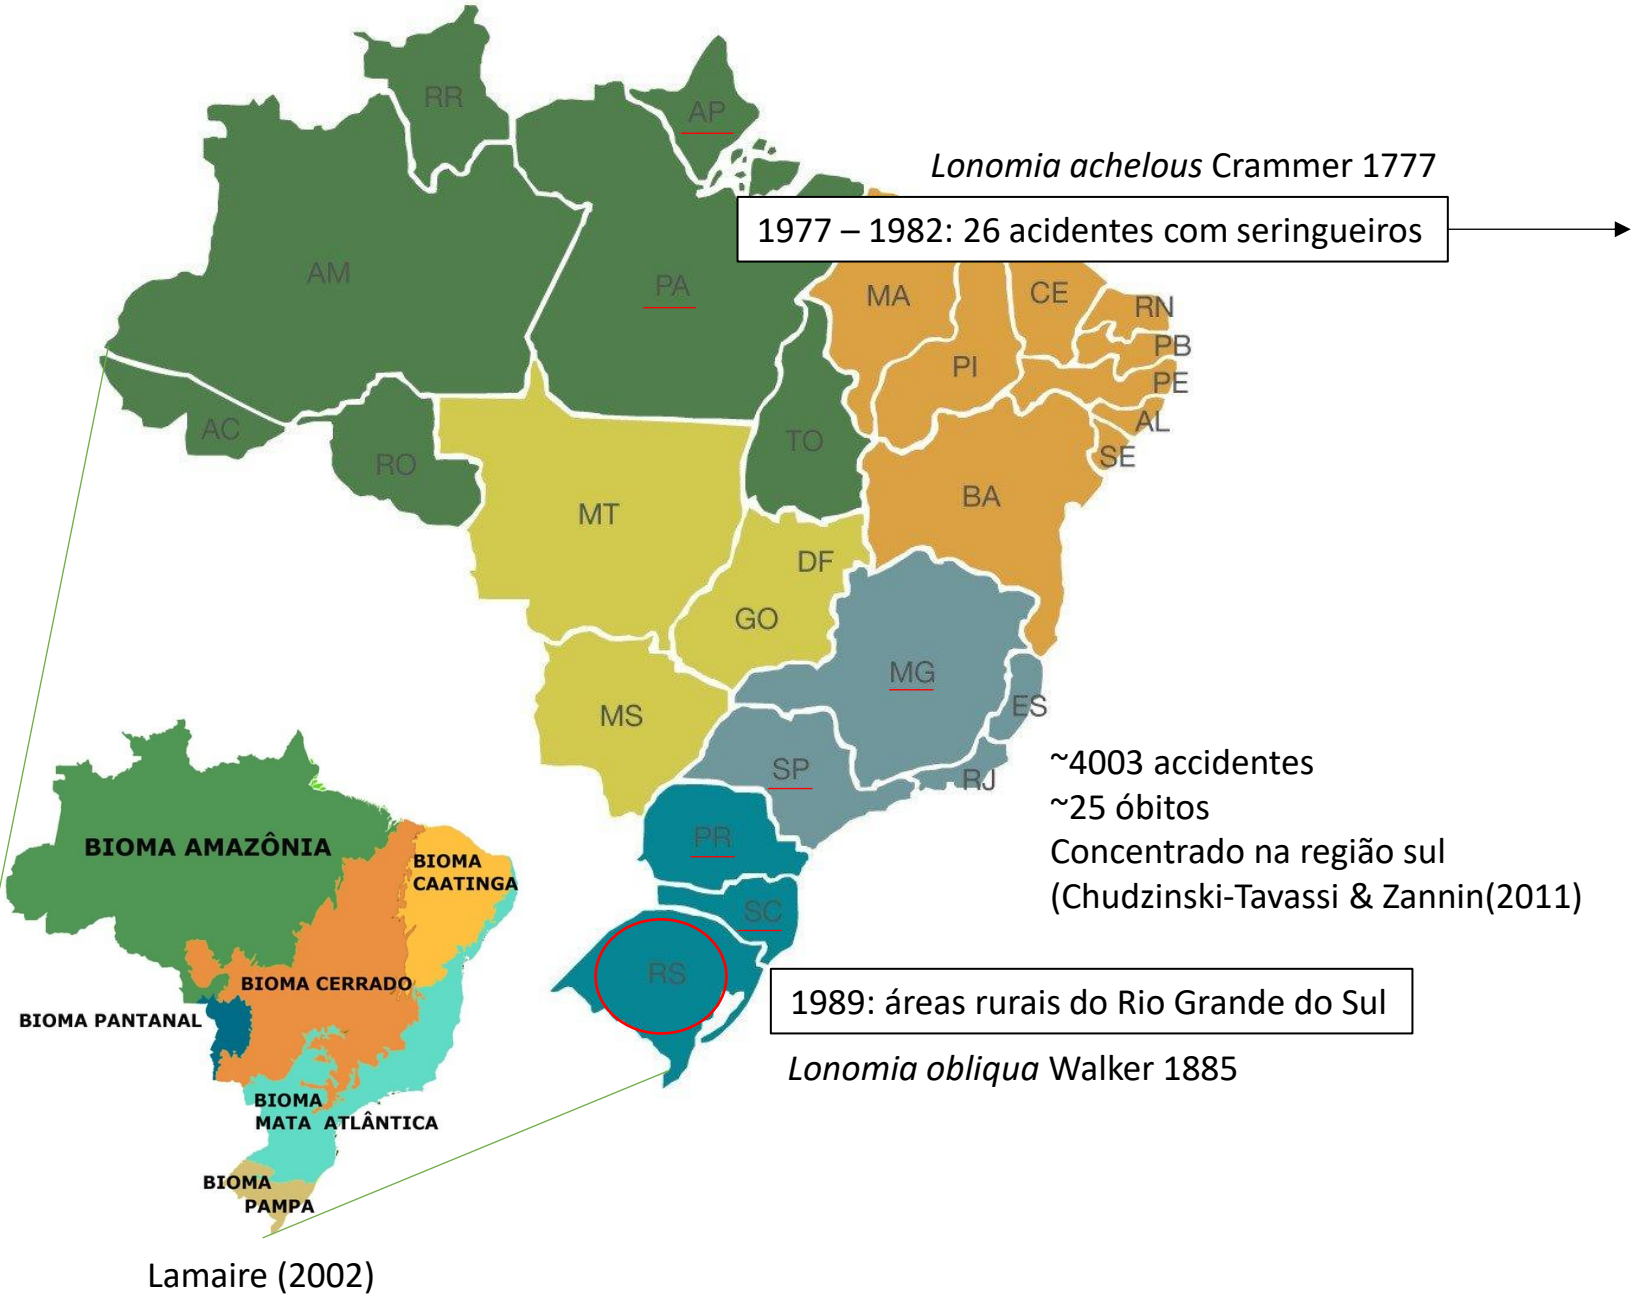 RR
AP
Lonomia achelous Crammer 1777
1977 – 1982: 26 acidentes com seringueiros
AM
PA
MA
CE
RN
PB
PI
PE
AL
AC
TO
SE
RO
BA
MT
DF
GO
MG
ES
MS
SP
RJ
~4003 accidentes
~25 óbitos
Concentrado na região sul
(Chudzinski-Tavassi & Zannin(2011)
PR
SC
RS
BIOMA AMAZÔNIA
BIOMA
CAATINGA
BIOMA CERRADO
BIOMA PANTANAL
1989: áreas rurais do Rio Grande do Sul
Lonomia obliqua Walker 1885
BIOMA
MATA ATLÂNTICA
BIOMA
PAMPA
Lamaire (2002)